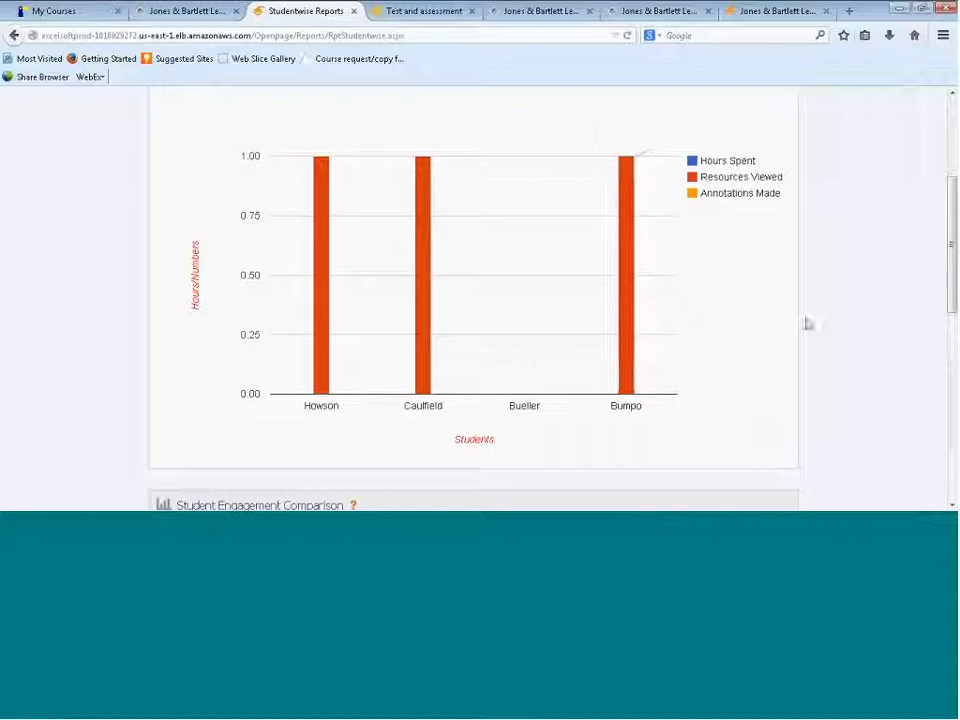 My Courses
Jones & Bartlett Le...
Studentwise Reports
Test and assessment
Jones & Bartlett Le...
Jones & Bartlett Le...
Jones & Bartlett Le...
excelsoftprod-1818829272.us-east-1.elb.amazonaws.com/Openpage/Reports/RptStudentwise.aspx
Google
Most Visited
Getting Started
Suggested Sites
Web Slice Gallery
Course request/copy f...
Share Browser
WebEx
1.00
0.75
0.50
0.25
0.00
Hours/Numbers
Hours Spent
Resources Viewed
Annotations Made
Howson
Caulfield
Bueller
Bumpo
Students
Student Engagement Comparison ?